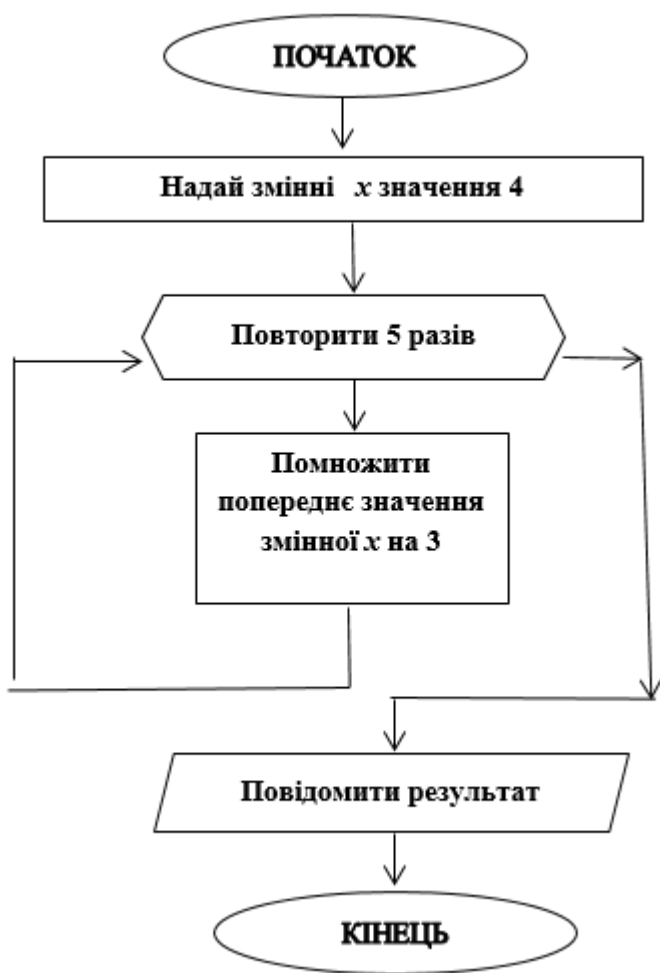 ПОЧАТОК
Надай змінні x значення 4
Повторити 5 разів
Помножити
попереднє значення
змінної x на 3
Повідомити результат
КІНЕЦЬ